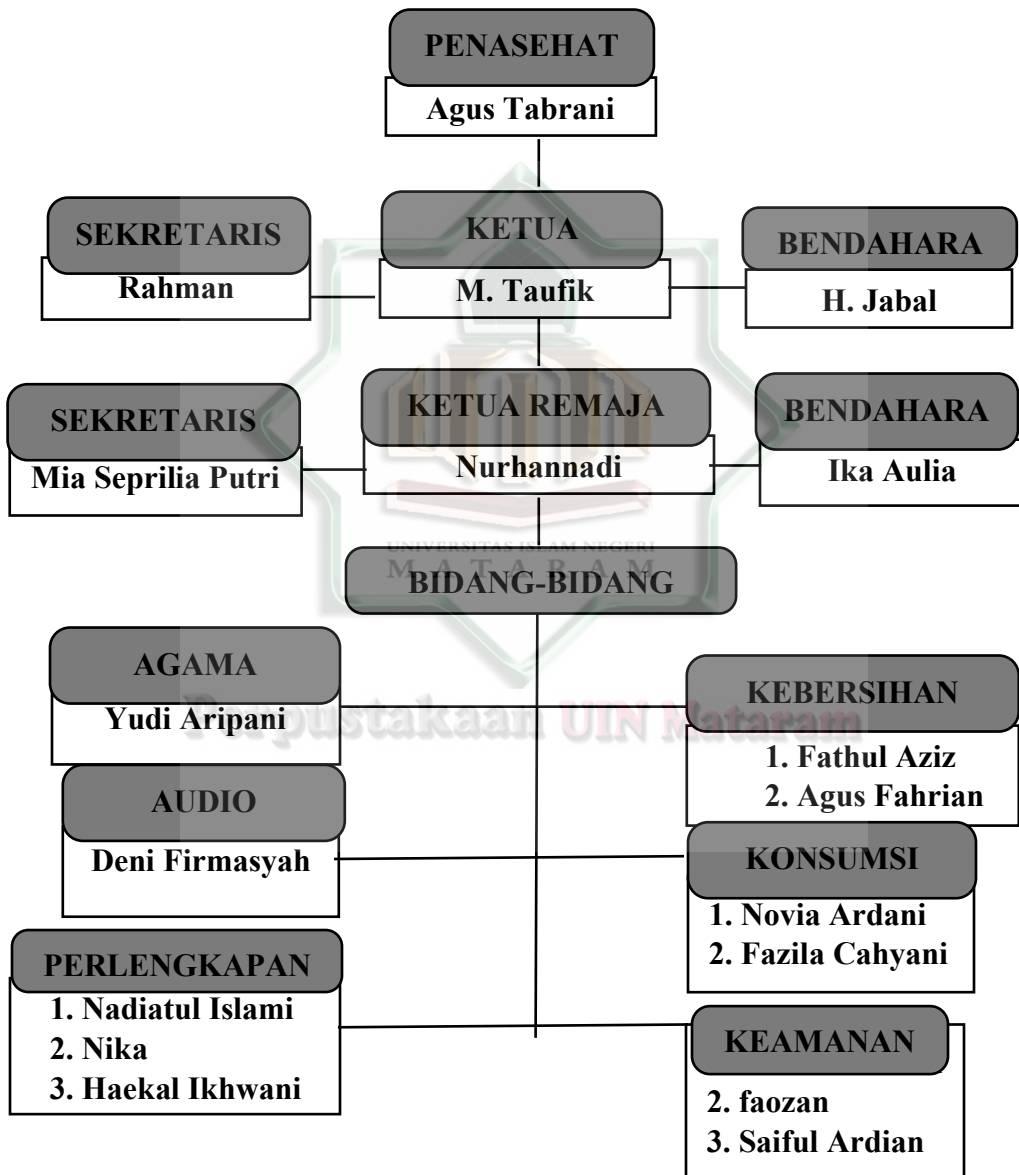 PENASEHAT
Agus Tabrani
SEKRETARIS
Rahman
KETUA
M. Taufik
BENDAHARA
H. Jabal
SEKRETARIS
Mia Seprilia Putri
KETUA REMAJA
Nurhannadi
BENDAHARA
Ika Aulia
UNIVERSITAS ISLAM NEGERI
MATARAM
BIDANG-BIDANG
AGAMA
Yudi Aripani
KEBERSIHAN
1. Fathul Aziz
2. Agus Fahrian
Perpustakaan UIN Mataram
AUDIO
Deni Firmasyah
KONSUMSI
1. Novia Ardani
2. Fazila Cahyani
PERLENGKAPAN
1. Nadiatul Islami
2. Nika
3. Haekal Ikhwani
KEAMANAN
2. faozan
3. Saiful Ardian